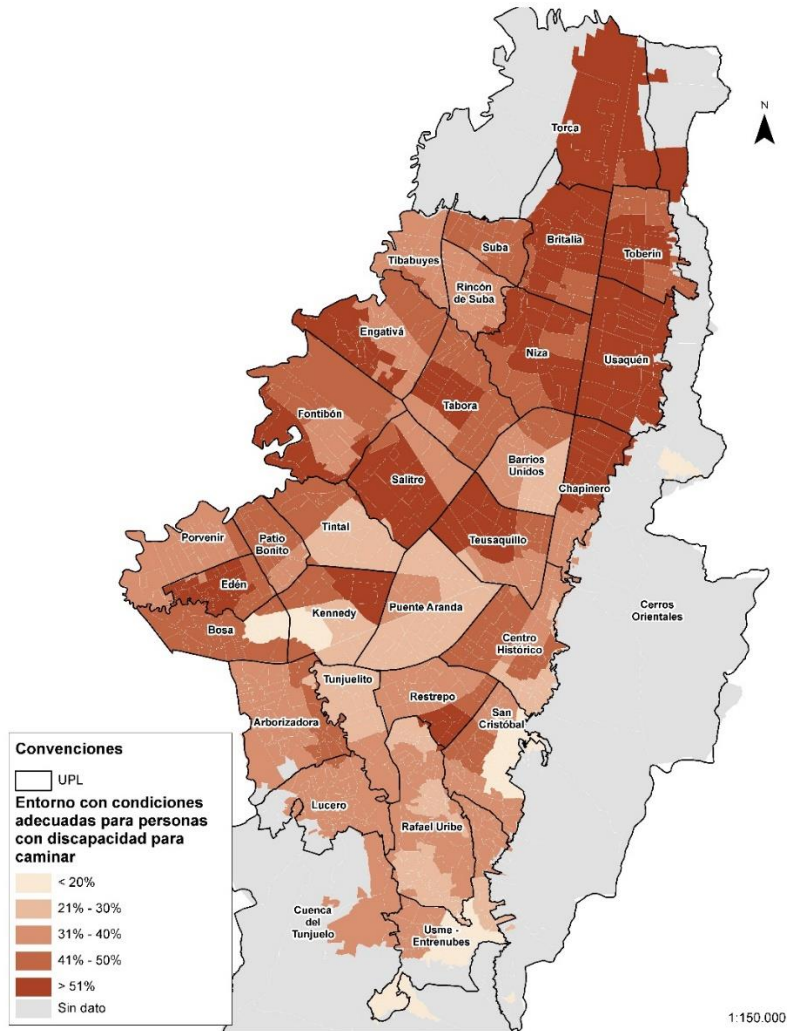 N
Torca
Britalia
Toberín
Suba
Tibabuyes
Rincón
de Suba
Engativá
Niza
Usaquén
Tabora
Fontibón
Barrios
Unidos
Salitre
Chapinero
Tintal
Teusaquillo
Porvenir
Patio
Bonito
Edén
Kennedy
Puente Aranda
Cerros
Orientales
Bosa
Centro
Histórico
Tunjuelito
Restrepo
San
Cristóbal
Arborizadora
Lucero
Rafael Uribe
Cuenca
del
Tunjuelo
Usme -
Entrenubes
Convenciones
UPL
Entorno con condiciones
adecuadas para personas
con discapacidad para
caminar
< 20%
21% - 30%
31% - 40%
41% - 50%
> 51%
Sin dato
1:150.000